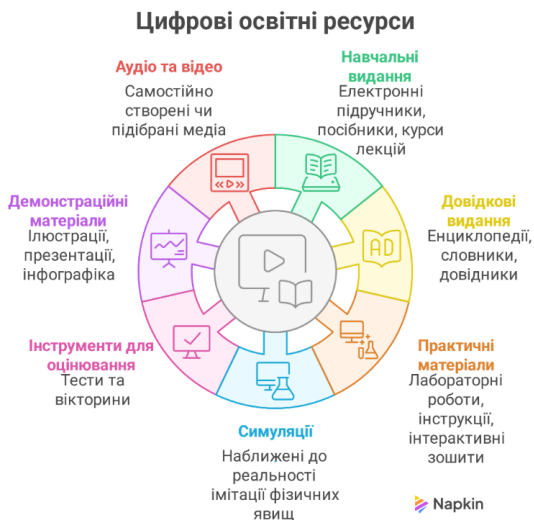 Цифрові освітні ресурси
Аудіо та відео
Самостійно
створені чи
підібрані медіа
Навчальні
видання
Електронні
підручники,
посібники, курси
лекцій
Демонстраційні
матеріали
Ілюстрації,
презентації,
інфографіка
Довідкові
видання
Енциклопедії,
словники,
довідники
AD
Інструменти для
оцінювання
Тести та
вікторини
Практичні
матеріали
Лабораторні
роботи,
інструкції,
інтерактивні
зошити
Симуляції
Наближені до
реальності
імітації фізичних
явищ
Napkin